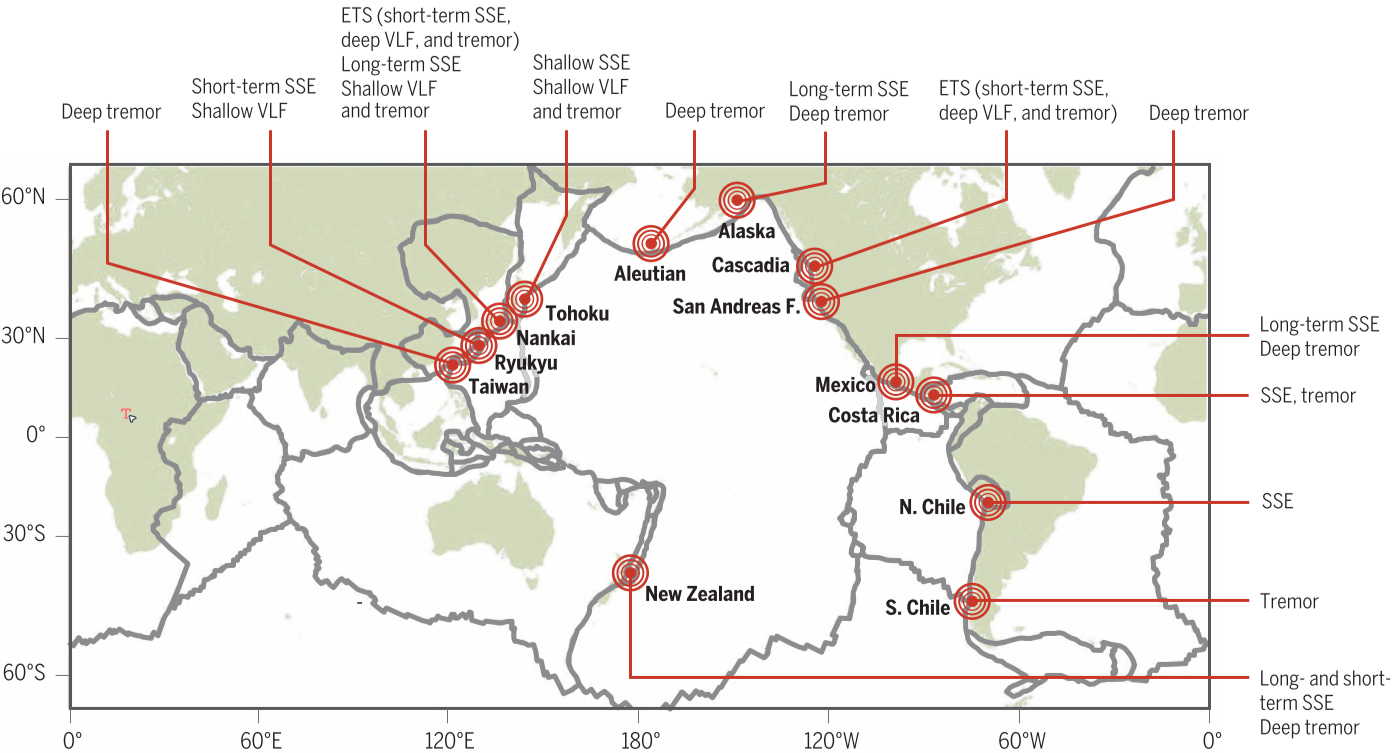 ETS (short-term SSE,
deep VLF, and tremor)
Long-term SSE
Shallow VLF
and tremor
Shallow SSE
Shallow VLF
and tremor
Short-term SSE
Shallow VLF
Deep tremor
Deep tremor
Long-term SSE
Deep tremor
ETS (short-term SSE,
deep VLF, and tremor)
Deep tremor
60°N
30°N
0°
30°S
60°S
Alaska
Aleutian
Cascadia
San Andreas F.
Tohoku
Nankai
Ryukyu
Taiwan
Mexico
Costa Rica
N. Chile
New Zealand
S. Chile
T
Long-term SSE
Deep tremor
SSE, tremor
SSE
Tremor
Long- and short-
term SSE
Deep tremor
0°
60°E
120°E
180°
120°W
60°W
0°